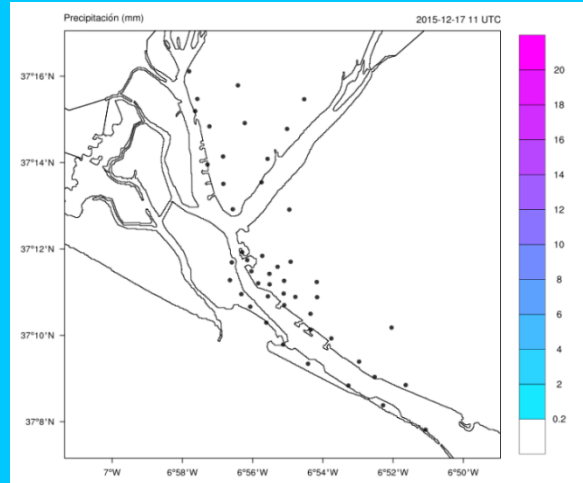 Precipitación (mm)
2015-12-17 11 UTC
37°16'N
37°14'N
37°12'N
37°10'N
37°8'N
7°W
6°58'W
6°56'W
6°54'W
6°52'W
6°50'W
20
18
16
14
12
10
8
6
4
2
0.2